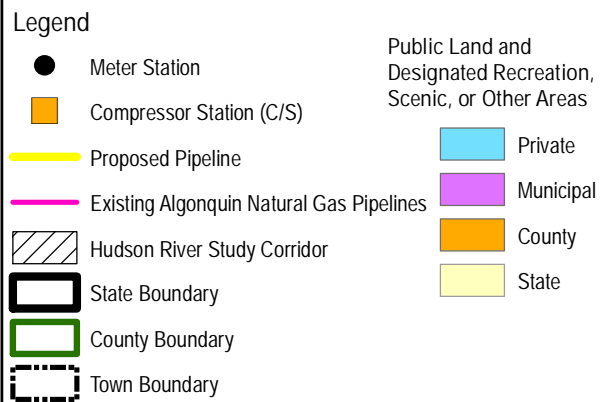 Legend
Meter Station
Compressor Station (C/S)
Proposed Pipeline
Existing Algonquin Natural Gas Pipelines
Hudson River Study Corridor
State Boundary
County Boundary
Town Boundary
Public Land and
Designated Recreation,
Scenic, or Other Areas
Private
Municipal
County
State